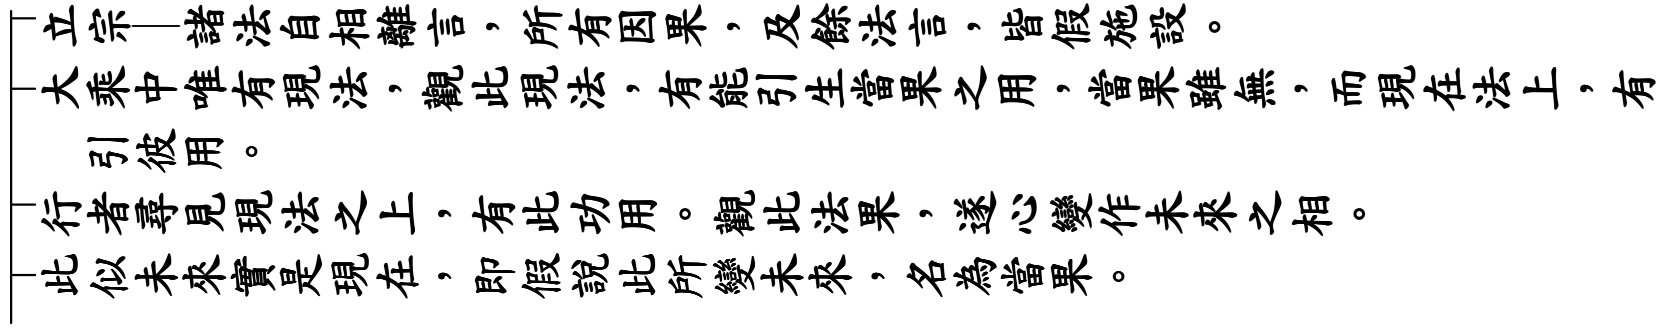 立宗——諸法自相離言，所有因果，及餘法言，皆假施設。
大乘中唯有現法，觀此現法，有能引生當果之用，當果雖無，而現在法上，有
引彼用。
行者尋見現法之上，有此功用。觀此法果，遂心變作未來之相。
此似未來實是現在，即假說此所變未來，名為當果。